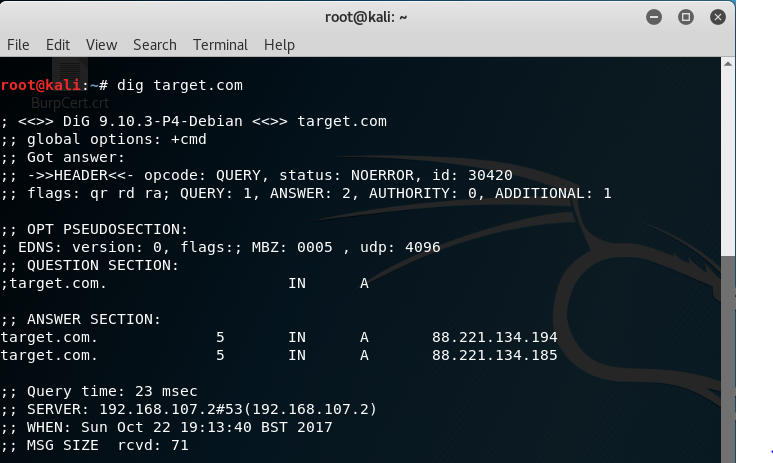 root@kali: ~
File Edit View Search Terminal Help
root@kali:~# dig target.com
BurpCert.crt
; <<>> DiG 9.10.3-P4-Debian <<>> target.com
;; global options: +cmd
;; Got answer:
;; ->>HEADER<<- opcode: QUERY, status: NOERROR, id: 30420
;; flags: qr rd ra; QUERY: 1, ANSWER: 2, AUTHORITY: 0, ADDITIONAL: 1
;; OPT PSEUDOSECTION:
; EDNS: version: 0, flags:; MBZ: 0005 , udp: 4096
;; QUESTION SECTION:
;target.com. IN A
;; ANSWER SECTION:
target.com. 5 IN A 88.221.134.194
target.com. 5 IN A 88.221.134.185
;; Query time: 23 msec
;; SERVER: 192.168.107.2#53(192.168.107.2)
;; WHEN: Sun Oct 22 19:13:40 BST 2017
;; MSG SIZE  rcvd: 71